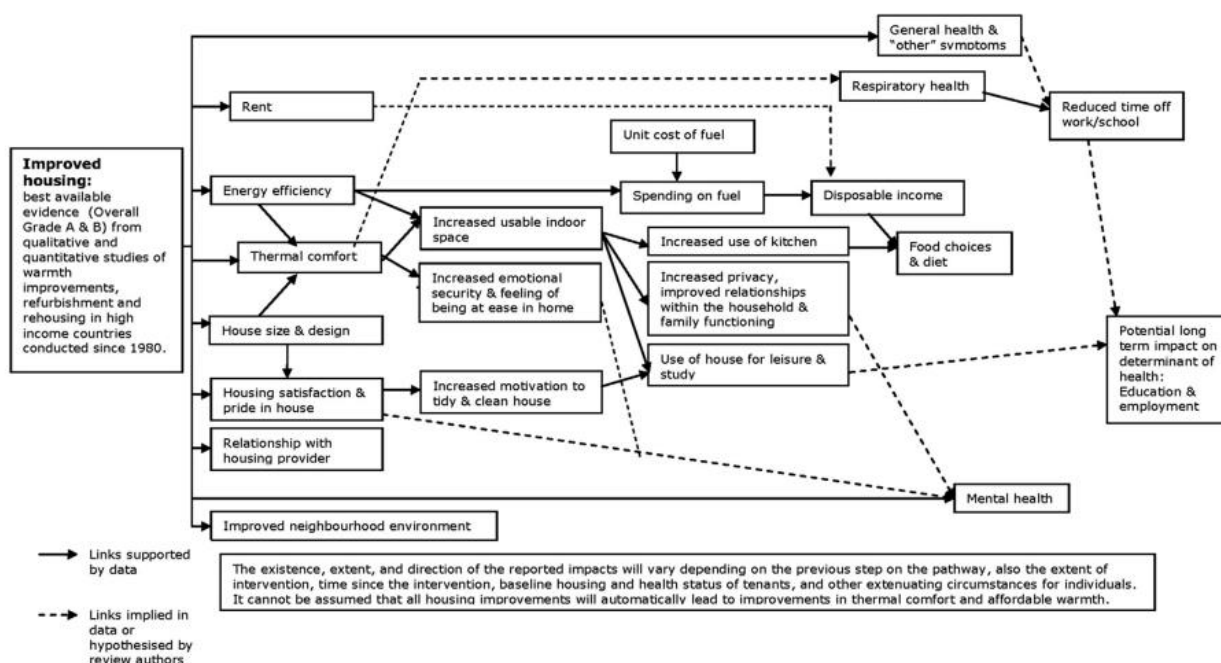 General health &
"other" symptoms
Respiratory health
Rent
Reduced time off
work/school
Unit cost of fuel
Improved
housing:
best available
evidence (Overall
Grade A & B) from
qualitative and
quantitative studies of
warmth
improvements,
refurbishment and
rehousing in high
income countries
conducted since 1980.
Energy efficiency
Spending on fuel
Disposable income
Increased usable indoor
space
Increased use of kitchen
Food choices
& diet
Thermal comfort
Increased emotional
security & feeling of
being at ease in home
Increased privacy,
improved relationships
within the household &
family functioning
House size & design
Potential long
term impact on
determinant of
health:
Education &
employment
Use of house for leisure &
study
Housing satisfaction &
pride in house
Increased motivation to
tidy & clean house
Relationship with
housing provider
Mental health
Improved neighbourhood environment
Links supported
by data
The existence, extent, and direction of the reported impacts will vary depending on the previous step on the pathway, also the extent of
intervention, time since the intervention, baseline housing and health status of tenants, and other extenuating circumstances for individuals.
It cannot be assumed that all housing improvements will automatically lead to improvements in thermal comfort and affordable warmth.
Links implied in
data or
hypothesised by
review authors